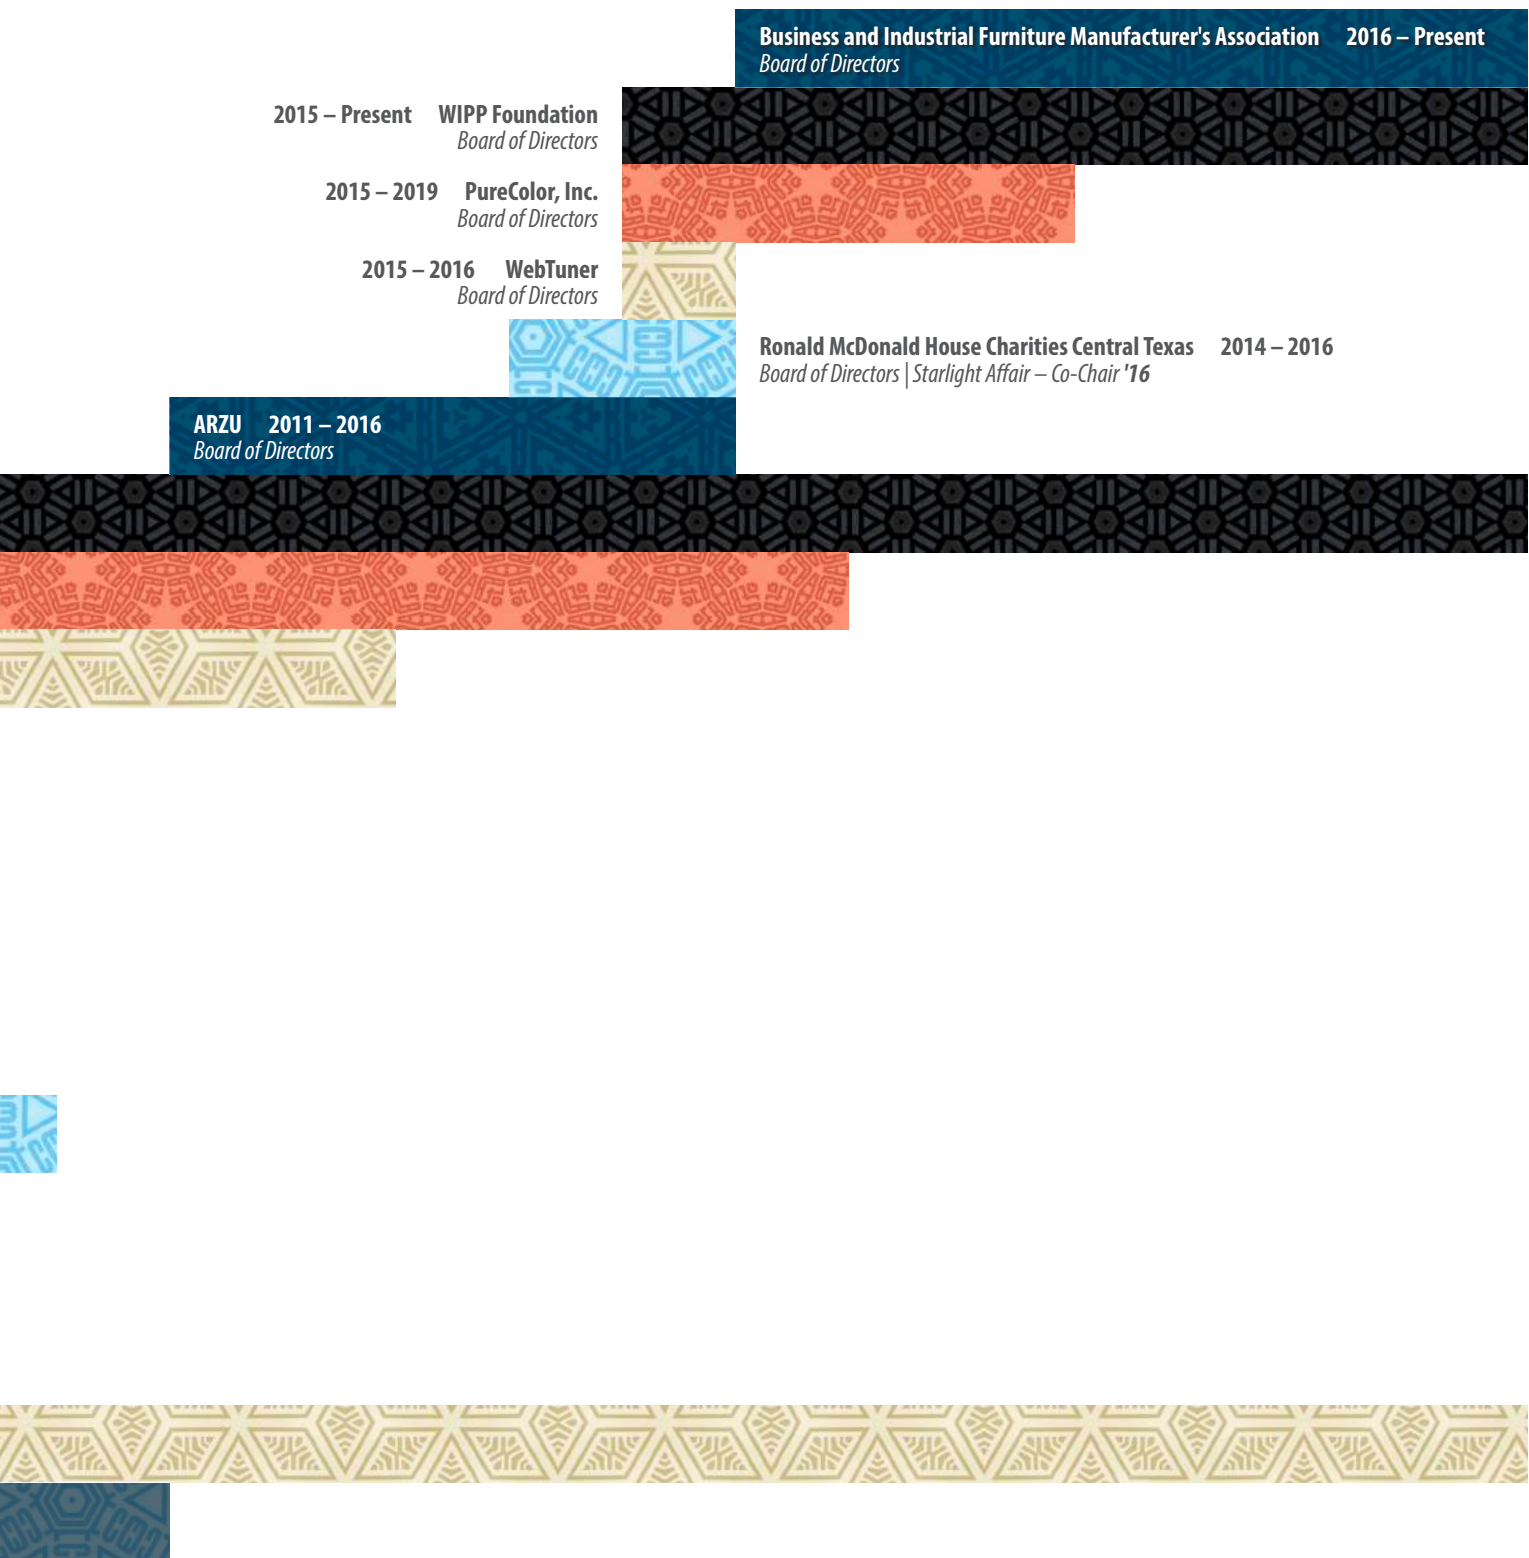 Business and Industrial Furniture Manufacturer's Association 2016 – Present
Board of Directors
2015 – Present WIPP Foundation
Board of Directors
2015 – 2019 PureColor, Inc.
Board of Directors
2015 – 2016 WebTuner
Board of Directors
Ronald McDonald House Charities Central Texas 2014 – 2016
Board of Directors | Starlight Affair – Co-Chair '16
ARZU 2011 – 2016
Board of Directors